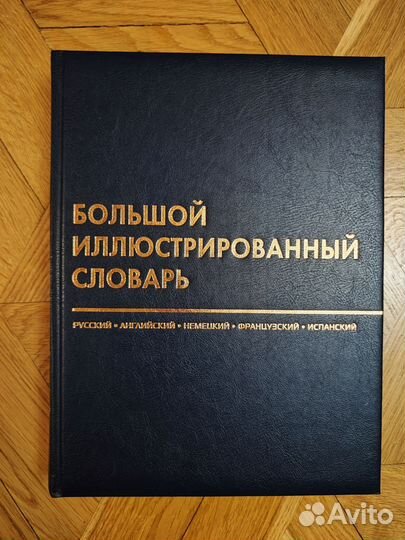 БОЛЬШОЙ
ИЛЛЮСТРИРОВАННЫЙ
СЛОВАРЬ
РУССКИЙ • АНГЛИЙСКИЙ • НЕМЕЦКИЙ • ФРАНЦУЗСКИЙ • ИСПАНСКИЙ
Avito